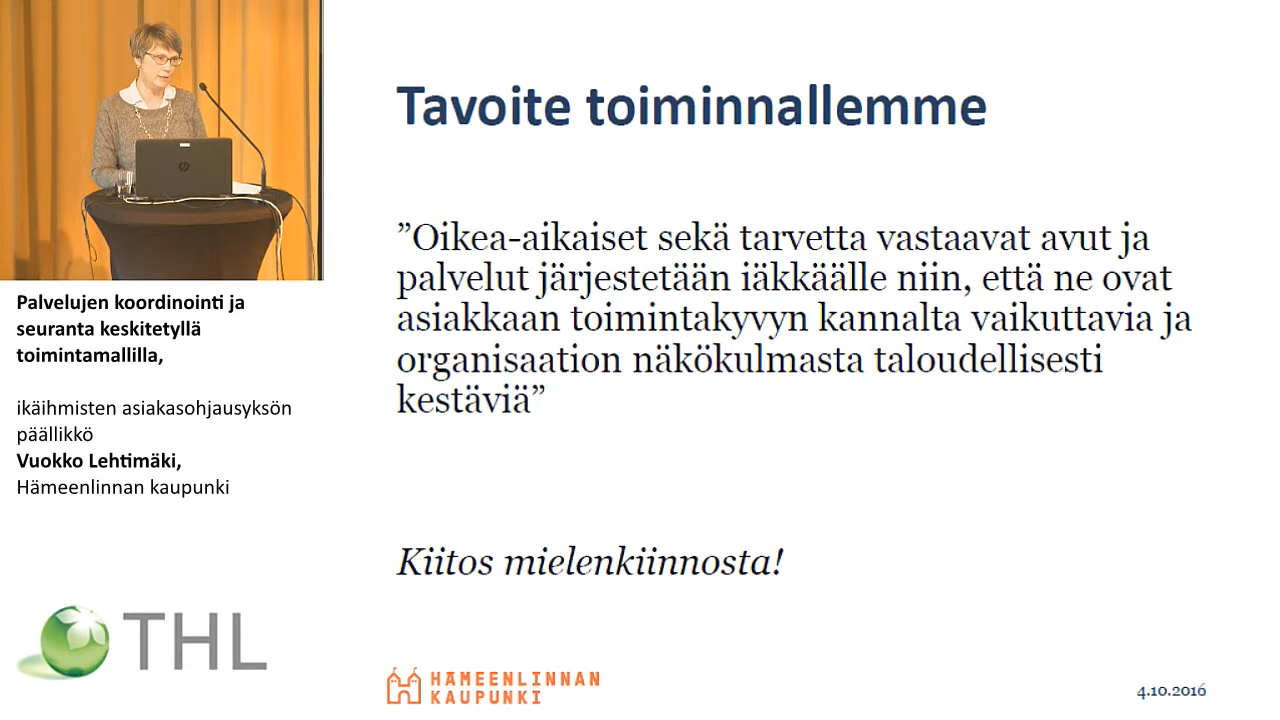 Tavoite toiminnallemme
”Oikea-aikaiset sekä tarvetta vastaavat avut ja
palvelut järjestetään iäkkäälle niin, että ne ovat
asiakkaan toimintakyvyn kannalta vaikuttavia ja
organisaation näkökulmasta taloudellisesti
kestäviä”
Kiitos mielenkiinnosta!
Palvelujen koordinointi ja
seuranta keskitetyllä
toimintamallilla,
ikäihmisten asiakasohjausyksön
päällikkö
Vuokko Lehtimäki,
Hämeenlinnan kaupunki
THL
HÄMEENLINNAN
KAUPUNKI
4.10.2016